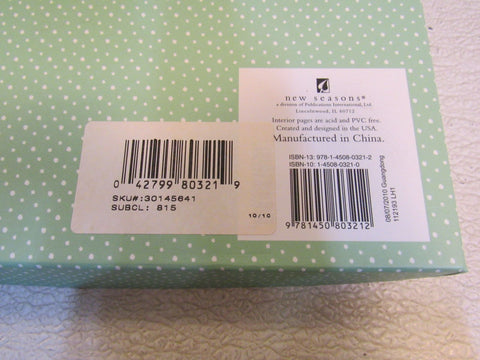 new seasons®
a division of Publications International, Ltd.
Lincolnwood, IL 60712
Interior pages are acid and PVC free.
Created and designed in the USA.
Manufactured in China.
ISBN-13: 978-1-4508-0321-2
ISBN-10: 1-4508-0321-0
9 781450 803212
08/07/2010 Guangdong
112193 LH1
0 42799 80321 9
SKU#:30145641
SUBCL: 815
10/10